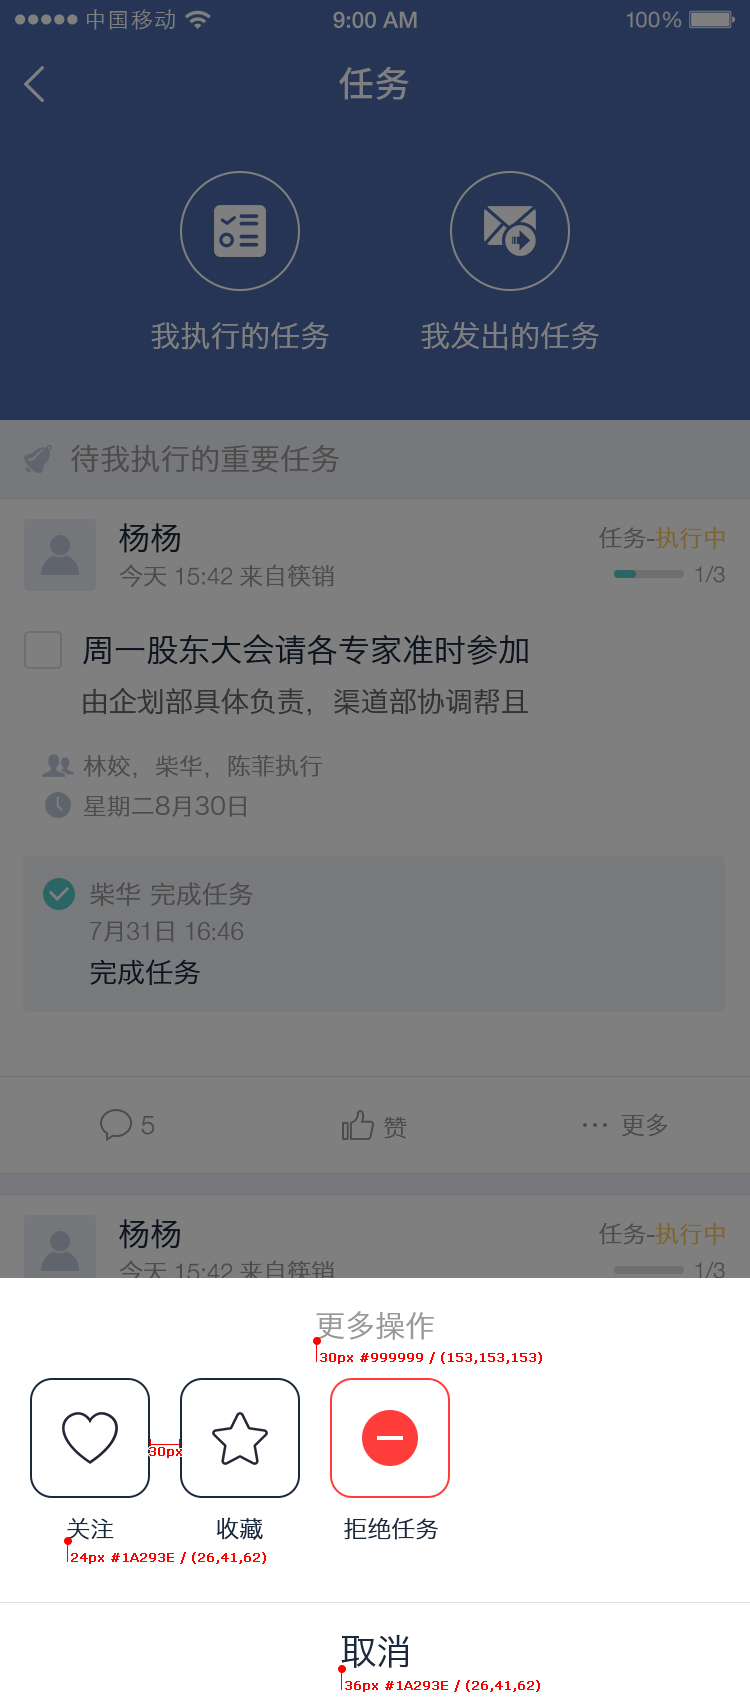 中国移动 9:00 AM 100%
任务
我执行的任务 我发出的任务
待我执行的重要任务
杨杨 任务-执行中
今天 15:42 来自筷销 1/3
周一股东大会请各专家准时参加
由企划部具体负责，渠道部协调帮且
林姣，柴华，陈菲执行
星期二8月30日
柴华 完成任务
7月31日 16:46
完成任务
5 赞 ··· 更多
杨杨 任务-执行中
今天 15:42 来自筷销 1/3
更多操作
30px #999999 / (153,153,153)
30px
关注 收藏 拒绝任务
24px #1A293E / (26,41,62)
取消
36px #1A293E / (26,41,62)